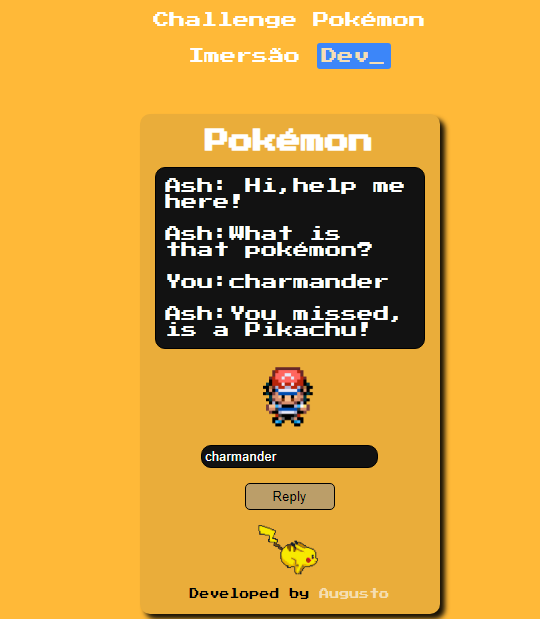 Challenge Pokémon
Imersão Dev_
Pokémon
Ash: Hi,help me
here!
Ash:What is
that pokémon?
You:charmander
Ash:You missed,
is a Pikachu!
charmander
Reply
Developed by Augusto